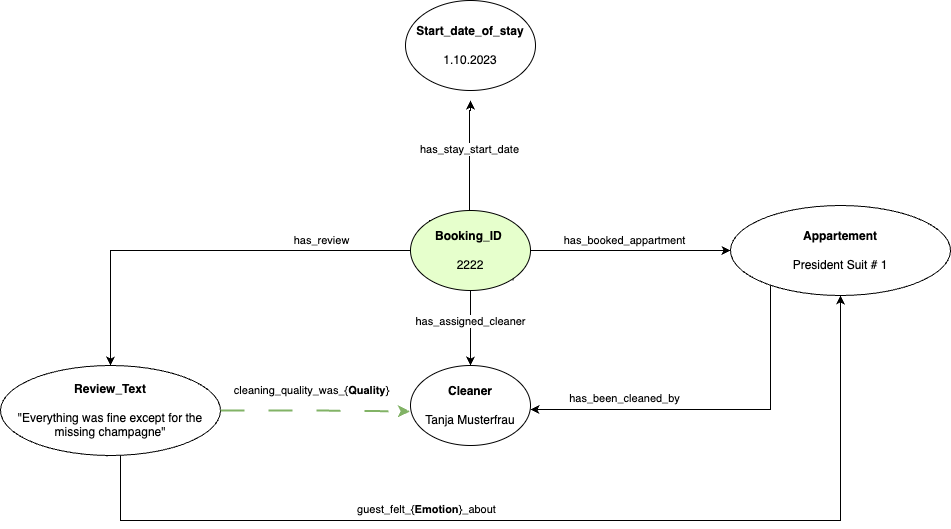 Start_date_of_stay
1.10.2023
has_stay_start_date
has_review
Booking_ID
2222
has_booked_appartment
Appartement
President Suit # 1
has_assigned_cleaner
Review_Text
"Everything was fine except for the
missing champagne"
cleaning_quality_was_{Quality}
Cleaner
Tanja Musterfrau
has_been_cleaned_by
guest_felt_{Emotion}_about